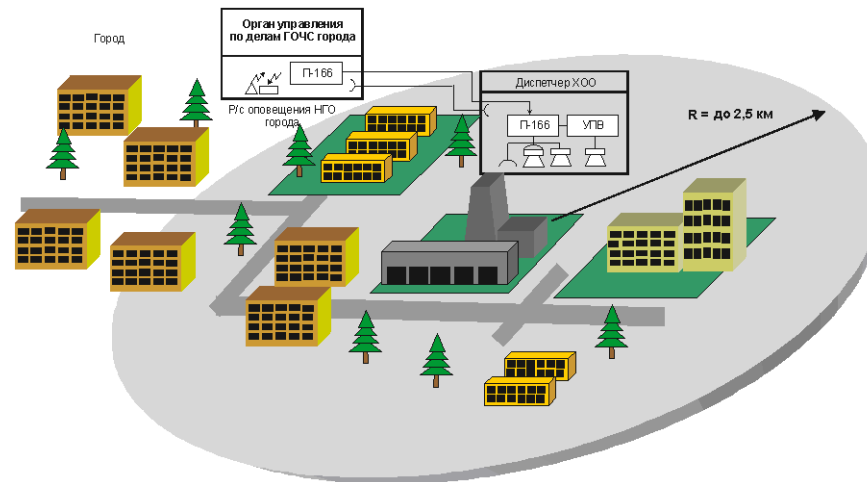 Город
Орган управления
по делам ГОЧС города
П-166
Р/с оповещения НГО
города
Диспетчер ХОО
П-166
УПВ
R = до 2,5 км